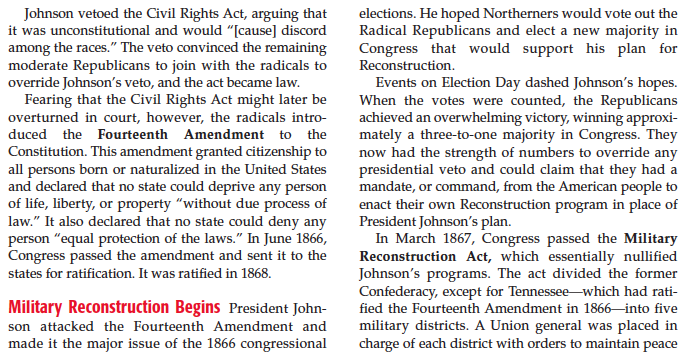 Johnson vetoed the Civil Rights Act, arguing that
it was unconstitutional and would “[cause] discord
among the races.” The veto convinced the remaining
moderate Republicans to join with the radicals to
override Johnson’s veto, and the act became law.
Fearing that the Civil Rights Act might later be
overturned in court, however, the radicals intro-
duced the Fourteenth Amendment to the
Constitution. This amendment granted citizenship to
all persons born or naturalized in the United States
and declared that no state could deprive any person
of life, liberty, or property “without due process of
law.” It also declared that no state could deny any
person “equal protection of the laws.” In June 1866,
Congress passed the amendment and sent it to the
states for ratification. It was ratified in 1868.
Military Reconstruction Begins President John-
son attacked the Fourteenth Amendment and
made it the major issue of the 1866 congressional
elections. He hoped Northerners would vote out the
Radical Republicans and elect a new majority in
Congress that would support his plan for
Reconstruction.
Events on Election Day dashed Johnson’s hopes.
When the votes were counted, the Republicans
achieved an overwhelming victory, winning approxi-
mately a three-to-one majority in Congress. They
now had the strength of numbers to override any
presidential veto and could claim that they had a
mandate, or command, from the American people to
enact their own Reconstruction program in place of
President Johnson’s plan.
In March 1867, Congress passed the Military
Reconstruction Act, which essentially nullified
Johnson’s programs. The act divided the former
Confederacy, except for Tennessee—which had rati-
fied the Fourteenth Amendment in 1866—into five
military districts. A Union general was placed in
charge of each district with orders to maintain peace